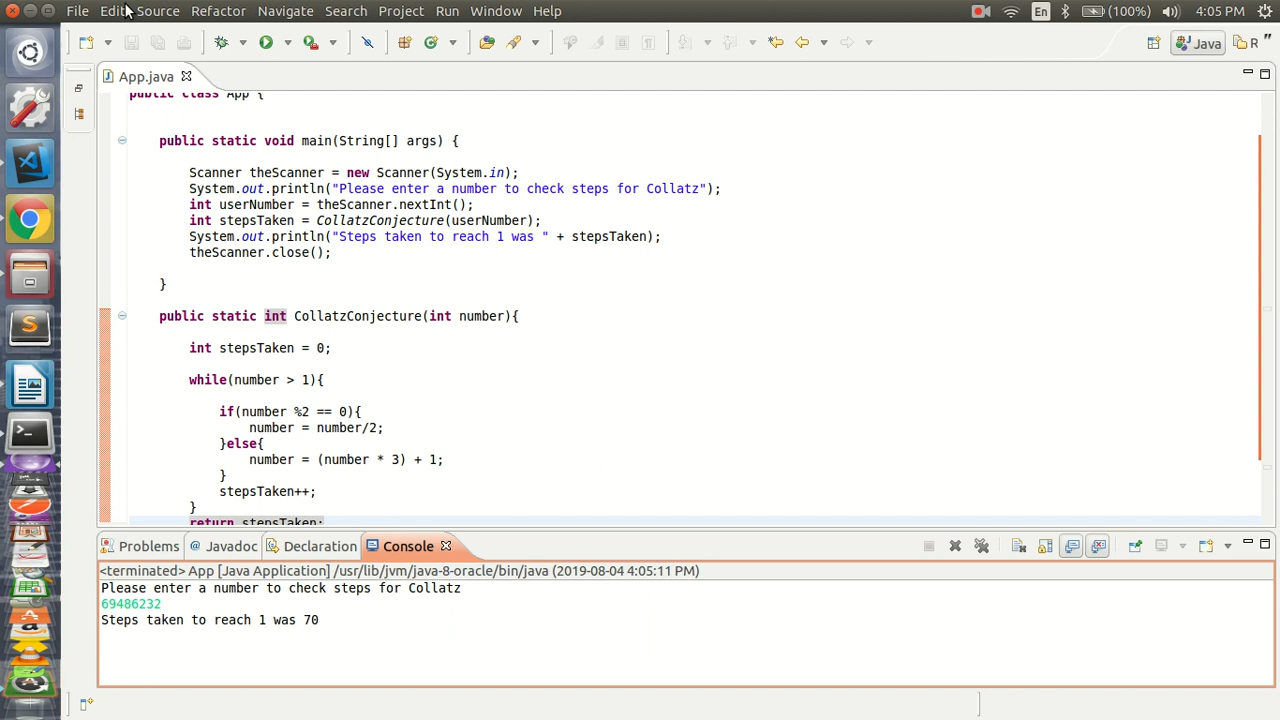 File Edit Source Refactor Navigate Search Project Run Window Help
En (100%) 4:05 PM
Java R
App.java
public class App {
public static void main(String[] args) {
Scanner theScanner = new Scanner(System.in);
System.out.println("Please enter a number to check steps for Collatz");
int userNumber = theScanner.nextInt();
int stepsTaken = CollatzConjecture(userNumber);
System.out.println("Steps taken to reach 1 was " + stepsTaken);
theScanner.close();
}
public static int CollatzConjecture(int number){
int stepsTaken = 0;
while(number > 1){
if(number %2 == 0){
number = number/2;
}else{
number = (number * 3) + 1;
}
stepsTaken++;
}
return stepsTaken;
Problems Javadoc Declaration Console
<terminated> App [Java Application] /usr/lib/jvm/java-8-oracle/bin/java (2019-08-04 4:05:11 PM)
Please enter a number to check steps for Collatz
69486232
Steps taken to reach 1 was 70